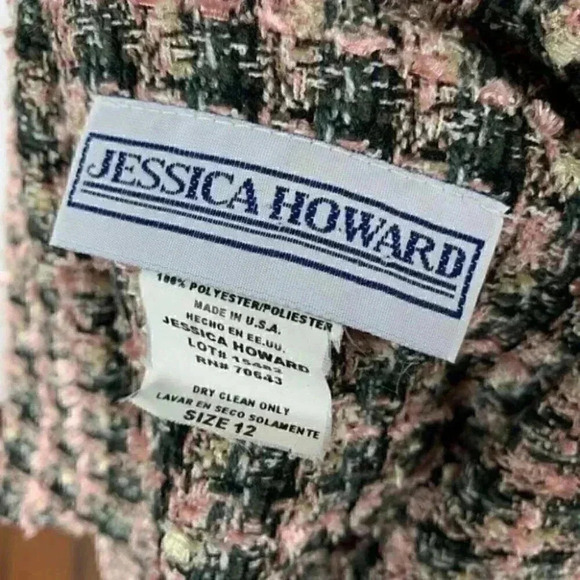 JESSICA HOWARD
100% POLYESTER/POLIESTER
MADE IN U.S.A.
HECHO EN EE.UU.
JESSICA HOWARD
LOT#
RN# 70643
DRY CLEAN ONLY
LAVAR EN SECO SOLAMENTE
SIZE 12